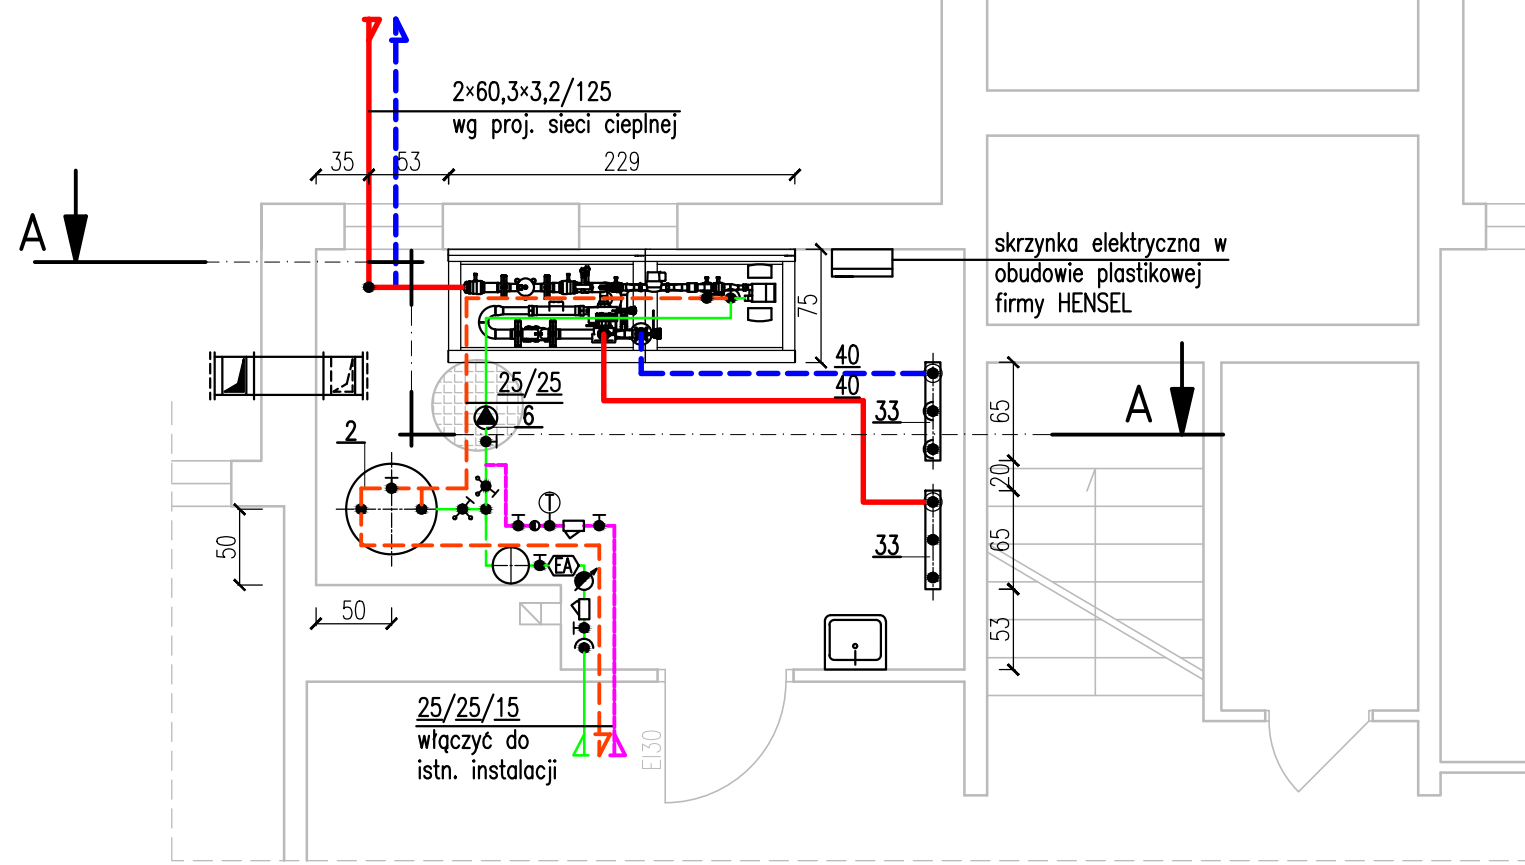 2×60,3×3,2/125
wg proj. sieci cieplnej
35
53
229
A
skrzynka elektryczna w
obudowie plastikowej
firmy HENSEL
75
40
40
25/25
6
33
A
65
2
20
T
50
33
65
EA
50
53
25/25/15
włączyć do
istn. instalacji
EI30